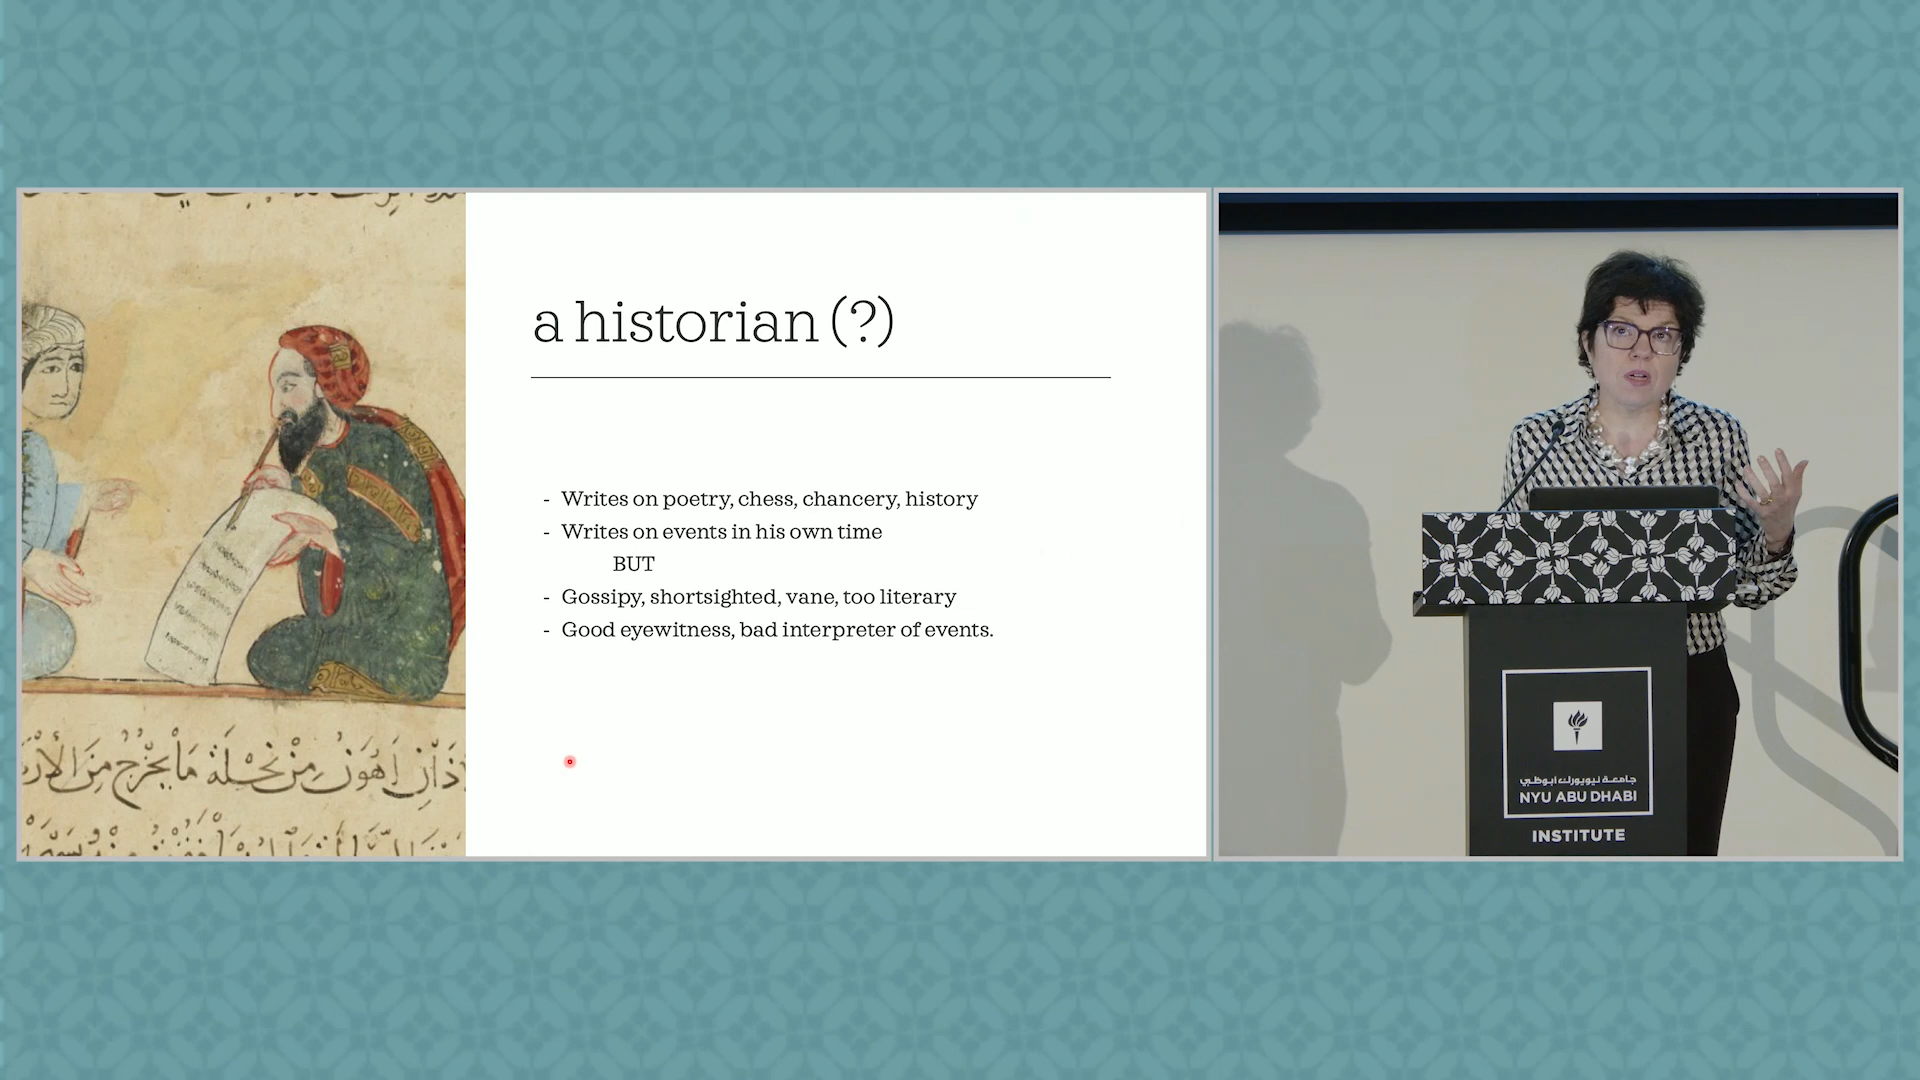 a historian (?)
- Writes on poetry, chess, chancery, history
- Writes on events in his own time
BUT
- Gossipy, shortsighted, vane, too literary
- Good eyewitness, bad interpreter of events.
اَهْوَنُ مِنْ نَحْلَةٍ مَا يَخْرُجُ مِنَ
جامعة نيويورك أبوظبي
NYU ABU DHABI
INSTITUTE